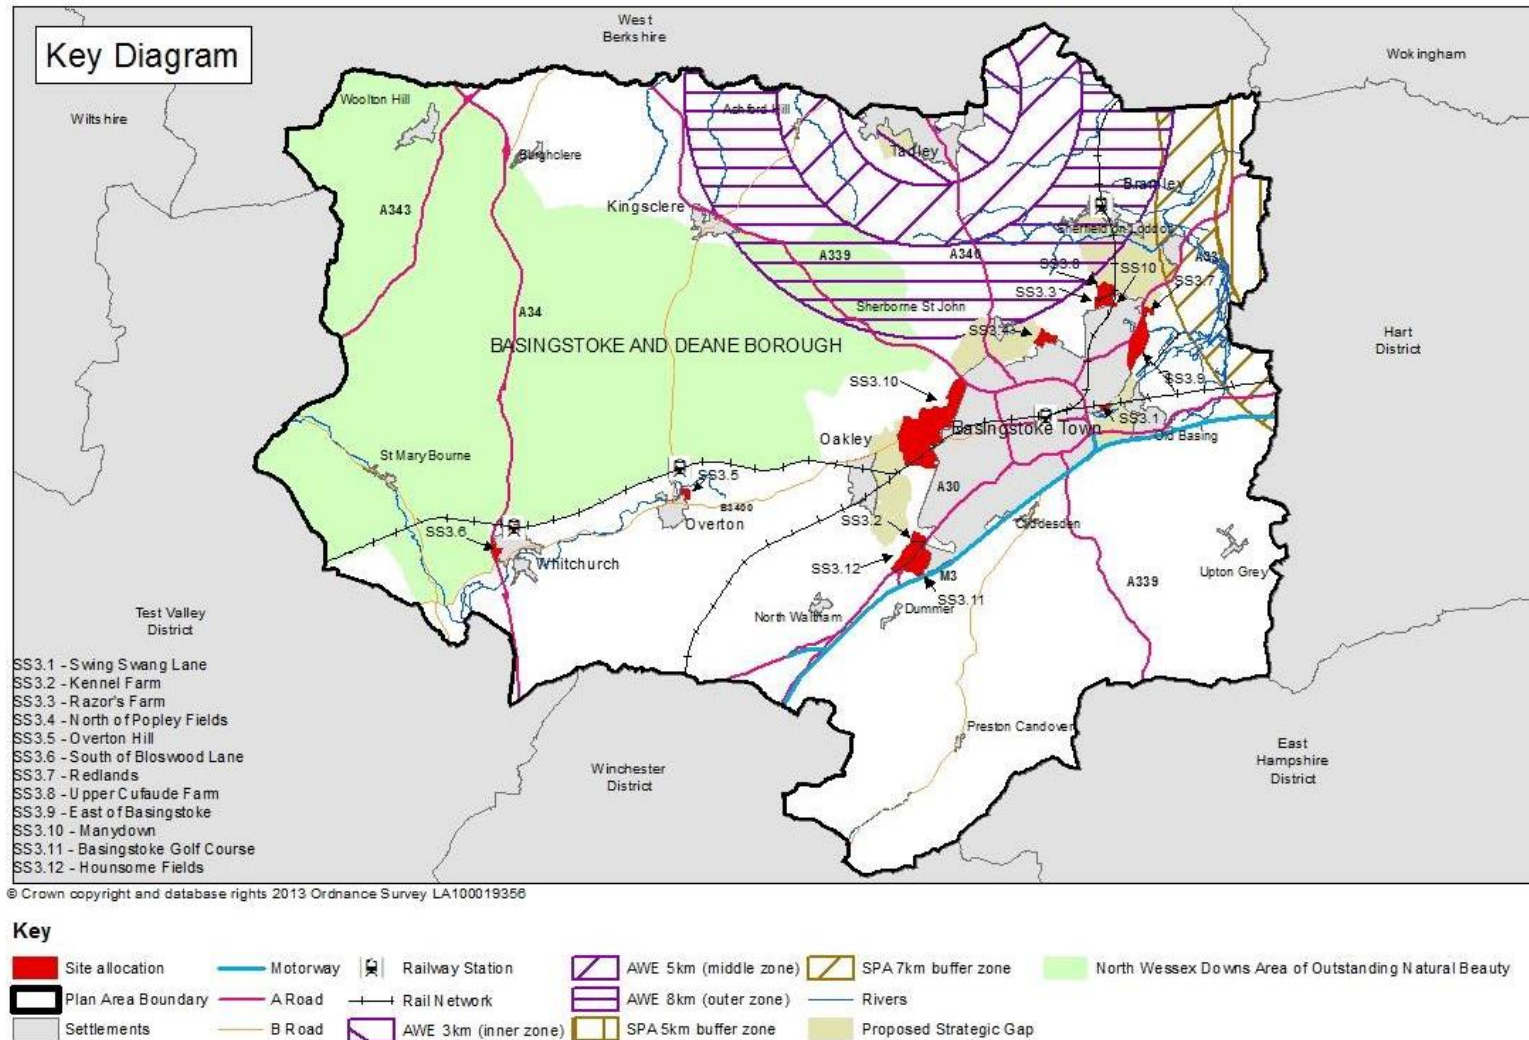 Key Diagram
West
Berkshire
Wokingham
Wiltshire
Woolton Hill
Ashford Hill
Burghclere
Tadley
Bramley
A343
Kingsclere
Sherfield on Loddon
A339
A340
A33
SS3.8
SS10
SS3.7
SS3.3
Sherborne St John
A34
SS3.4
Hart
District
BASINGSTOKE AND DEANE BOROUGH
SS3.10
SS3.9
SS3.1
Basingstoke Town
Old Basing
Oakley
St Mary Bourne
SS3.5
A30
B3400
Overton
SS3.2
Cliddesden
SS3.6
Whitchurch
SS3.12
M3
A339
Upton Grey
SS3.11
North Waltham
Dummer
Test Valley
District
Preston Candover
East
Hampshire
District
Winchester
District
SS3.1 - Swing Swang Lane
SS3.2 - Kennel Farm
SS3.3 - Razor's Farm
SS3.4 - North of Popley Fields
SS3.5 - Overton Hill
SS3.6 - South of Bloswood Lane
SS3.7 - Redlands
SS3.8 - Upper Cufaude Farm
SS3.9 - East of Basingstoke
SS3.10 - Manydown
SS3.11 - Basingstoke Golf Course
SS3.12 - Hounsome Fields
© Crown copyright and database rights 2013 Ordnance Survey LA100019356
Key
Site allocation
Motorway
Railway Station
AWE 5km (middle zone)
SPA 7km buffer zone
North Wessex Downs Area of Outstanding Natural Beauty
Plan Area Boundary
A Road
Rail Network
AWE 8km (outer zone)
Rivers
Settlements
B Road
AWE 3km (inner zone)
SPA 5km buffer zone
Proposed Strategic Gap